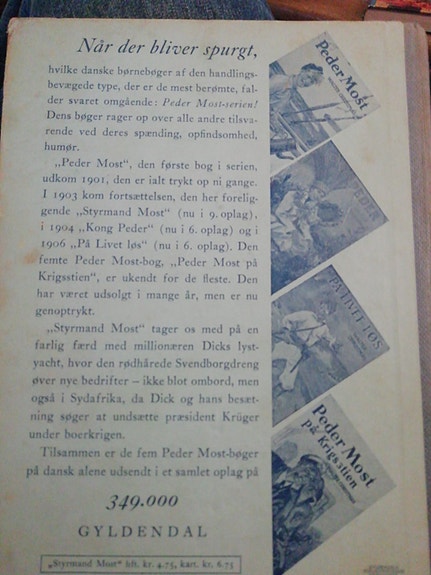 Når der bliver spurgt,
hvilke danske børnebøger af den handlings-
bevægede type, der er de mest berømte, fal-
der svaret omgående: Peder Most-serien!
Dens bøger rager op over alle andre tilsva-
rende ved deres spænding, opfindsomhed,
humør.
„Peder Most", den første bog i serien,
udkom 1901, den er ialt trykt op ni gange.
I 1903 kom fortsættelsen, den her forelig-
gende „Styrmand Most" (nu i 9. oplag), i
i 1904 „Kong Peder" (nu i 6. oplag) og i
1906 „På Livet løs" (nu i 6. oplag). Den
femte Peder Most-bog, „Peder Most på
Krigsstien", er ukendt for de fleste. Den
har været udsolgt i mange år, men er nu
genoptrykt.
„Styrmand Most" tager os med på en
farlig færd med millionæren Dicks lyst-
yacht, hvor den rødhårede Svendborgdreng
øver nye bedrifter – ikke blot ombord, men
også i Sydafrika, da Dick og hans besæt-
ning søger at undsætte præsident Krüger
under boerkrigen.
Tilsammen er de fem Peder Most-bøger
på dansk alene udsendt i et samlet oplag på
349.000
GYLDENDAL
„Styrmand Most" hft. kr. 4.75, kart. kr. 6.75
Peder Most
PEDER
PÅ LIVET LØS
Peder Most
på Krigsstien